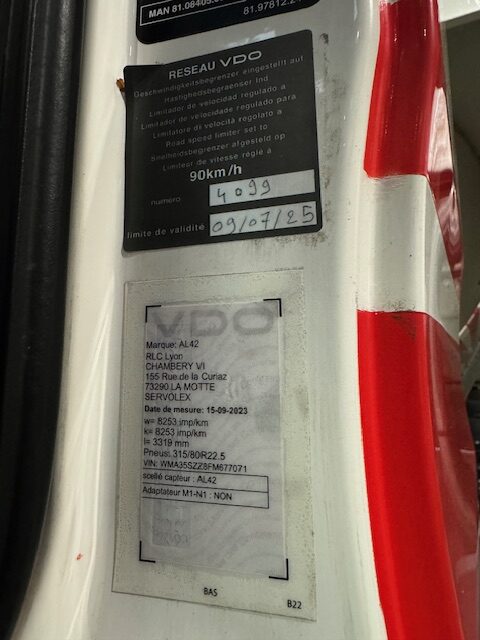 MAN 81.08405.
81.97812.2
RESEAU VDO
Geschwindigkeitsbegrenzer eingestellt auf
Hastighedsbegraenser ind
Limitador de velocidad regulado a
Limitador de velocidade regulado para
Limitatore di velocità regolato a
Road speed limiter set to
Snelheidsbegrenzer afgesteld op
Limiteur de vitesse réglé à
90km/h
numéro 4099
limite de validité 09/07/25
VDO
Marque: AL42
RLC Lyon
CHAMBERY VI
155 Rue de la Curiaz
73290 LA MOTTE
SERVOLEX
Date de mesure: 15-09-2023
w= 8253 imp/km
k= 8253 imp/km
l= 3319 mm
Pneus: 315/80R22.5
VIN: WMA35SZZ8FM677071
scellé capteur : AL42
Adaptateur M1-N1 : NON
BAS
B22